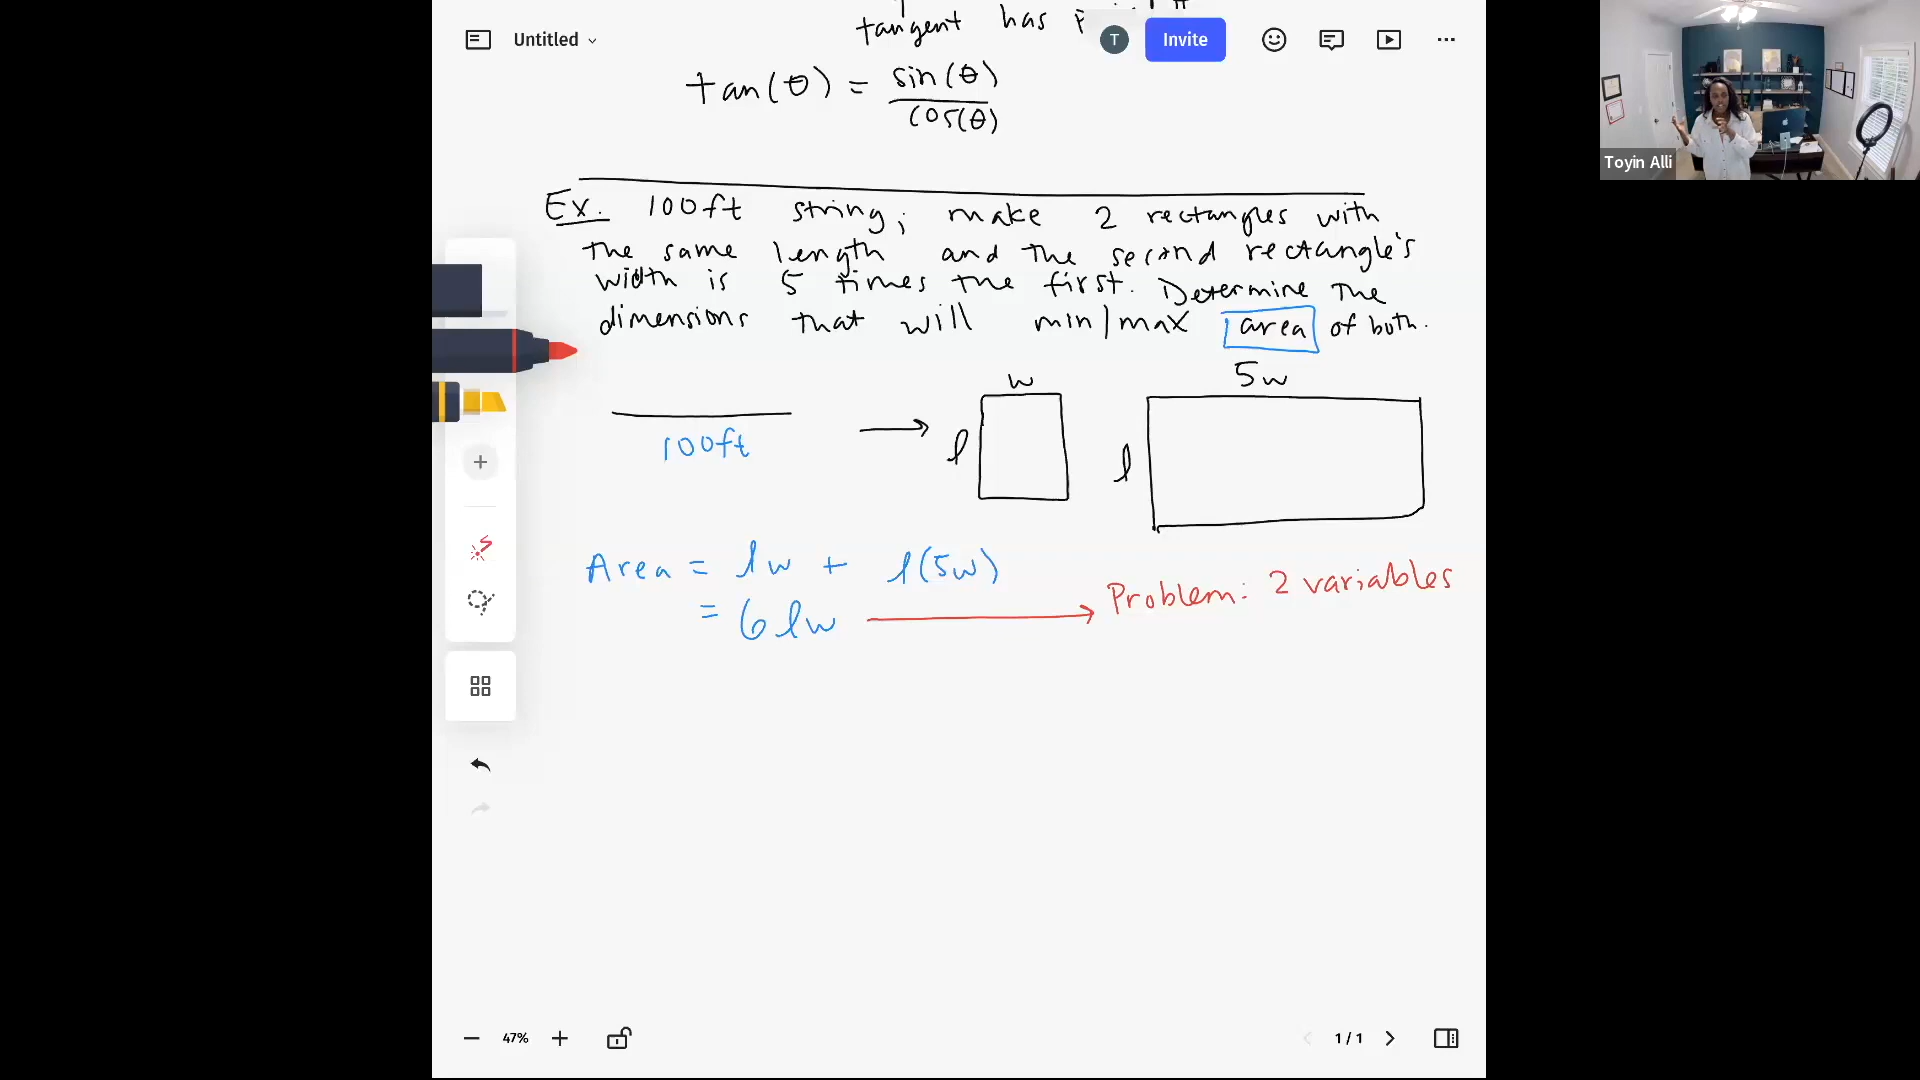 tangent has
Untitled
T
Invite
tan(θ) = sin(θ)
cos(θ)
Toyin Alli
Ex. 100ft string; make 2 rectangles with
the same length and the second rectangle's
width is 5 times the first. Determine the
dimensions that will min/max area of both.
w
5w
100ft
l
l
Area = lw + l(5w)
= 6lw
Problem: 2 variables
47%
1/1